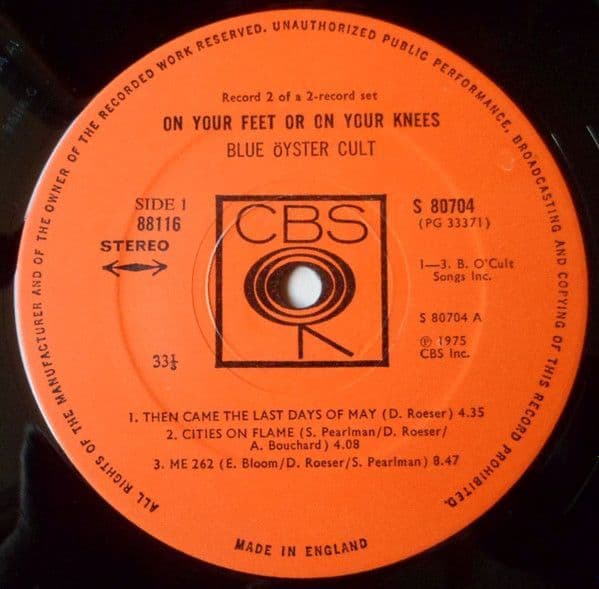 ALL RIGHTS OF THE MANUFACTURER AND OF THE OWNER OF THE RECORDED WORK RESERVED. UNAUTHORIZED PUBLIC PERFORMANCE, BROADCASTING AND COPYING OF THIS RECORD PROHIBITED.
Record 2 of a 2-record set
ON YOUR FEET OR ON YOUR KNEES
BLUE ÖYSTER CULT
SIDE 1
88116
STEREO
33⅓
CBS
S 80704
(PG 33371)
1—3. B. O'Cult
Songs Inc.
S 80704 A
℗ 1975
CBS Inc.
1. THEN CAME THE LAST DAYS OF MAY (D. Roeser) 4.35
2. CITIES ON FLAME (S. Pearlman/D. Roeser/
A. Bouchard) 4.08
3. ME 262 (E. Bloom/D. Roeser/S. Pearlman) 8.47
MADE IN ENGLAND